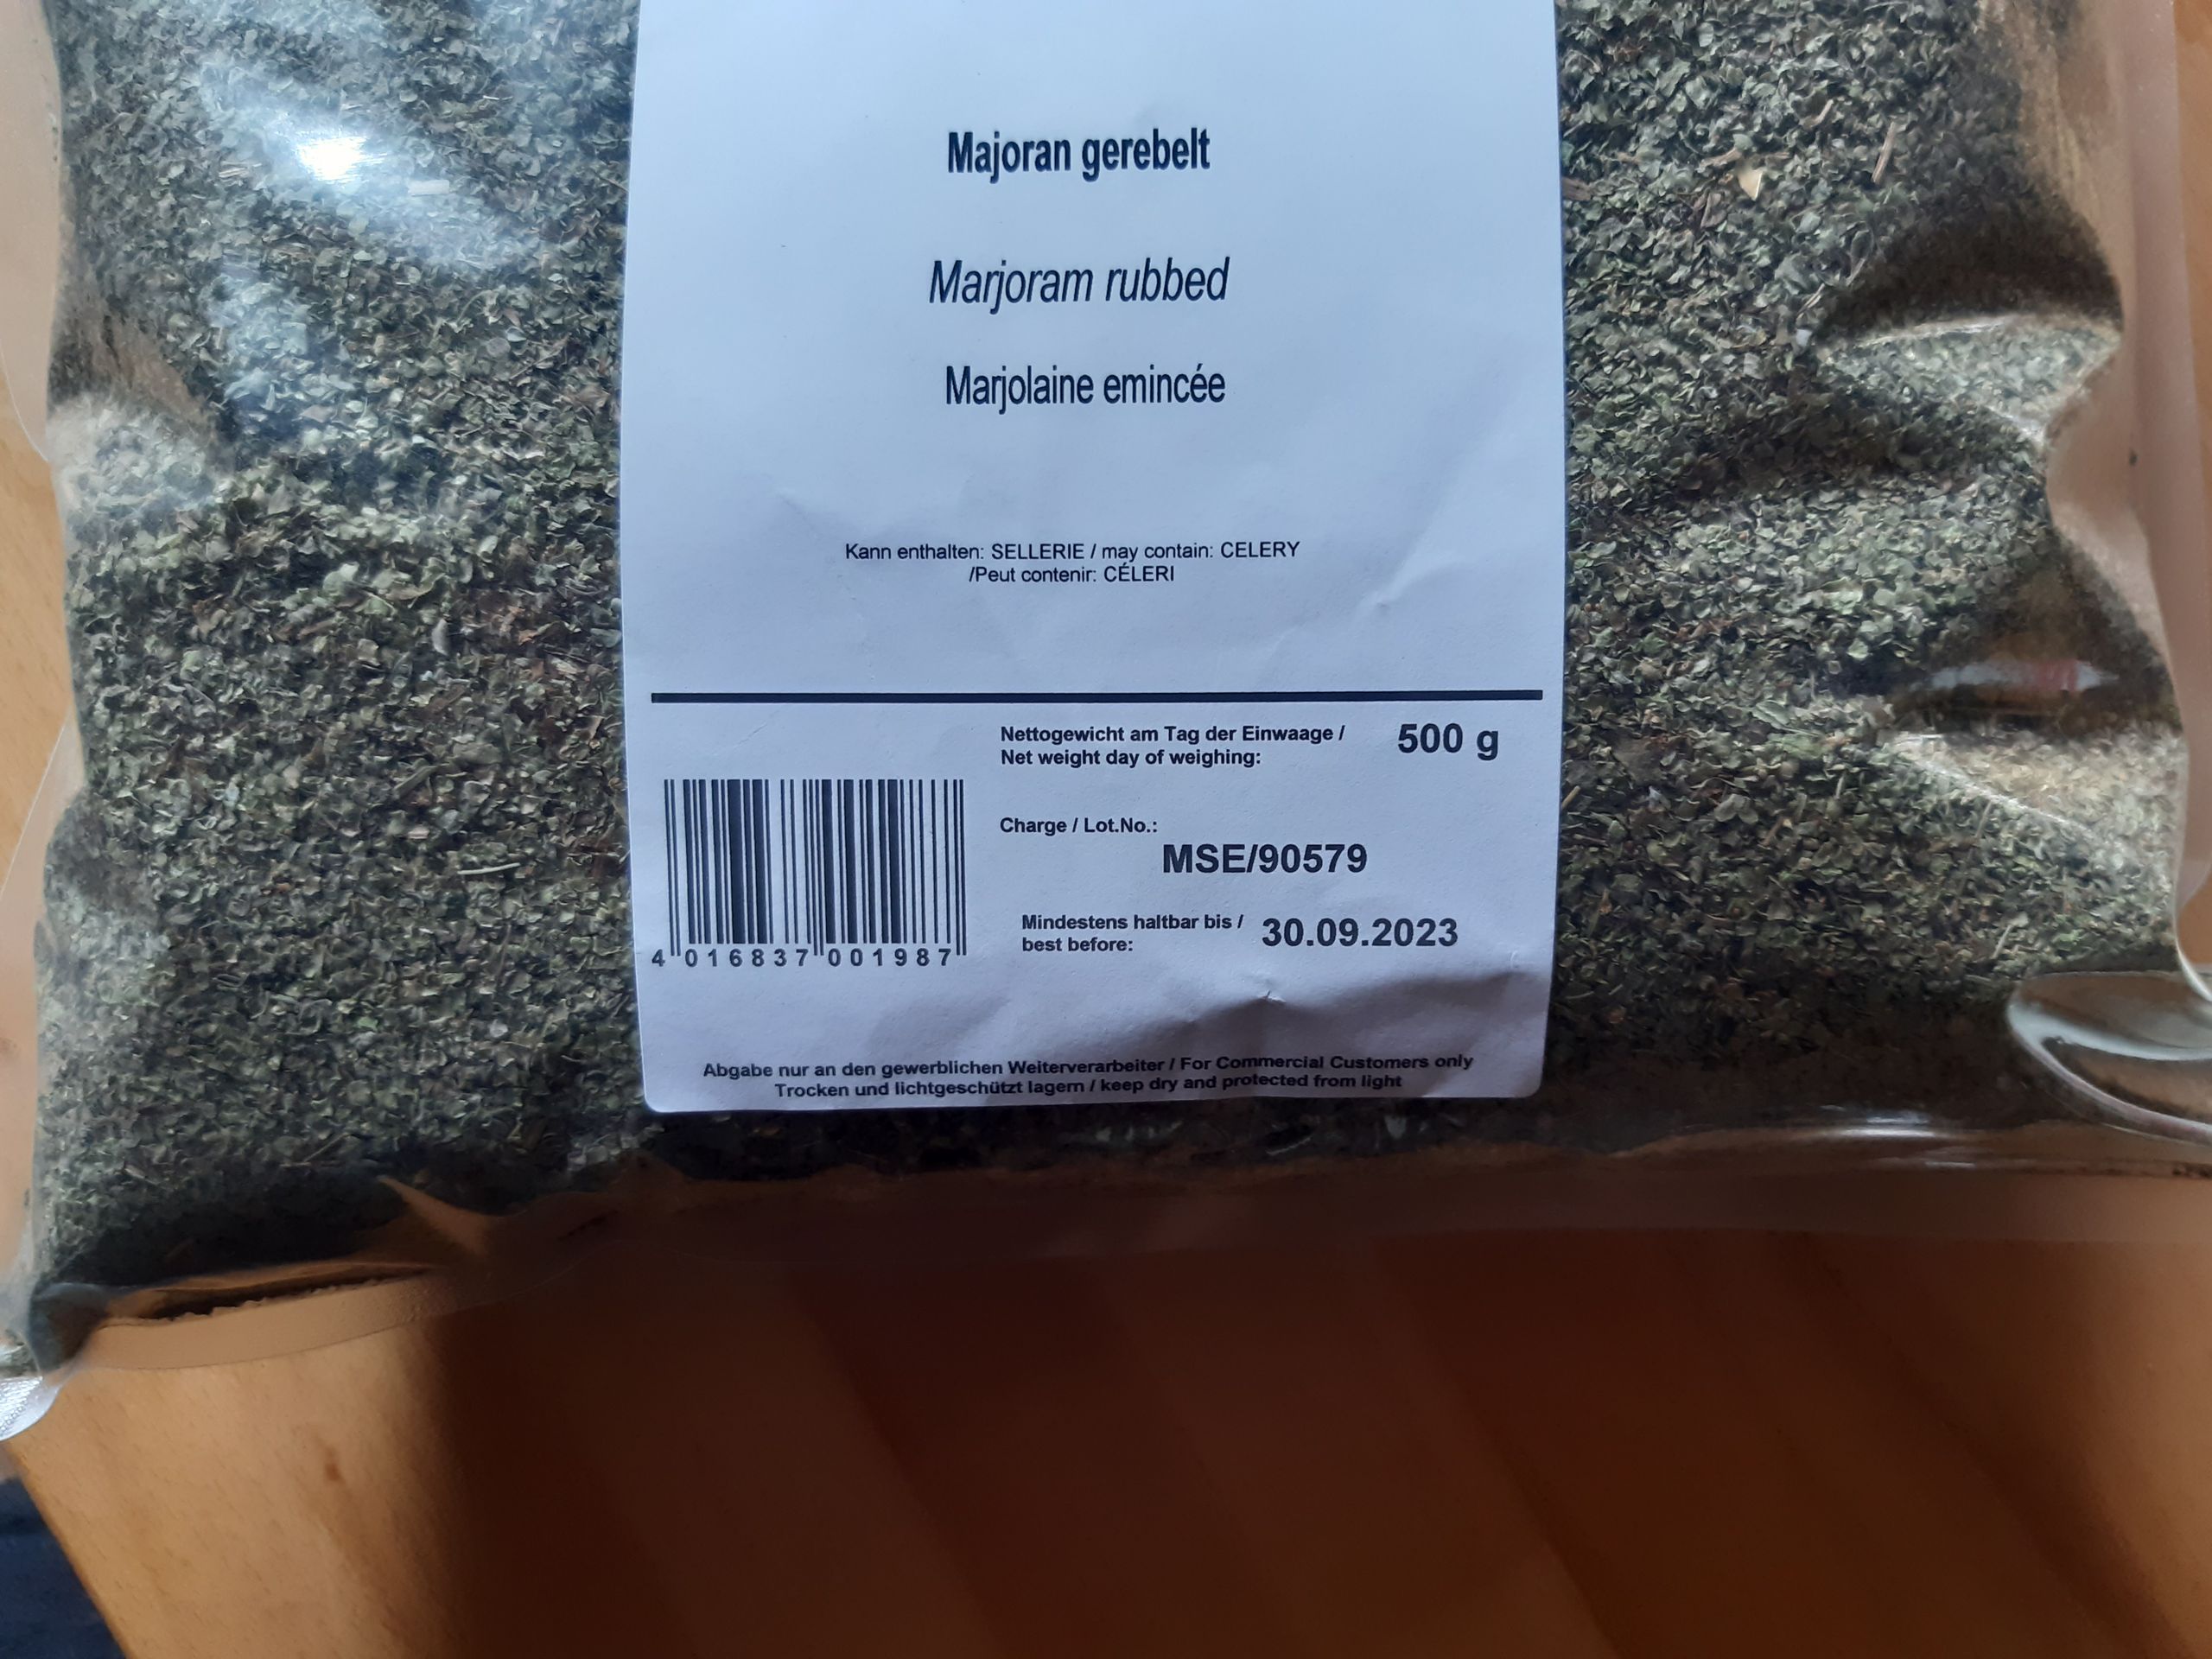 Majoran gerebelt
Marjoram rubbed
Marjolaine emincée
Kann enthalten: SELLERIE / may contain: CELERY
/Peut contenir: CÉLERI
Nettogewicht am Tag der Einwaage /
Net weight day of weighing:
500 g
Charge / Lot.No.:
MSE/90579
Mindestens haltbar bis /
best before:
30.09.2023
4 016837 001987
Abgabe nur an den gewerblichen Weiterverarbeiter / For Commercial Customers only
Trocken und lichtgeschützt lagern / keep dry and protected from light